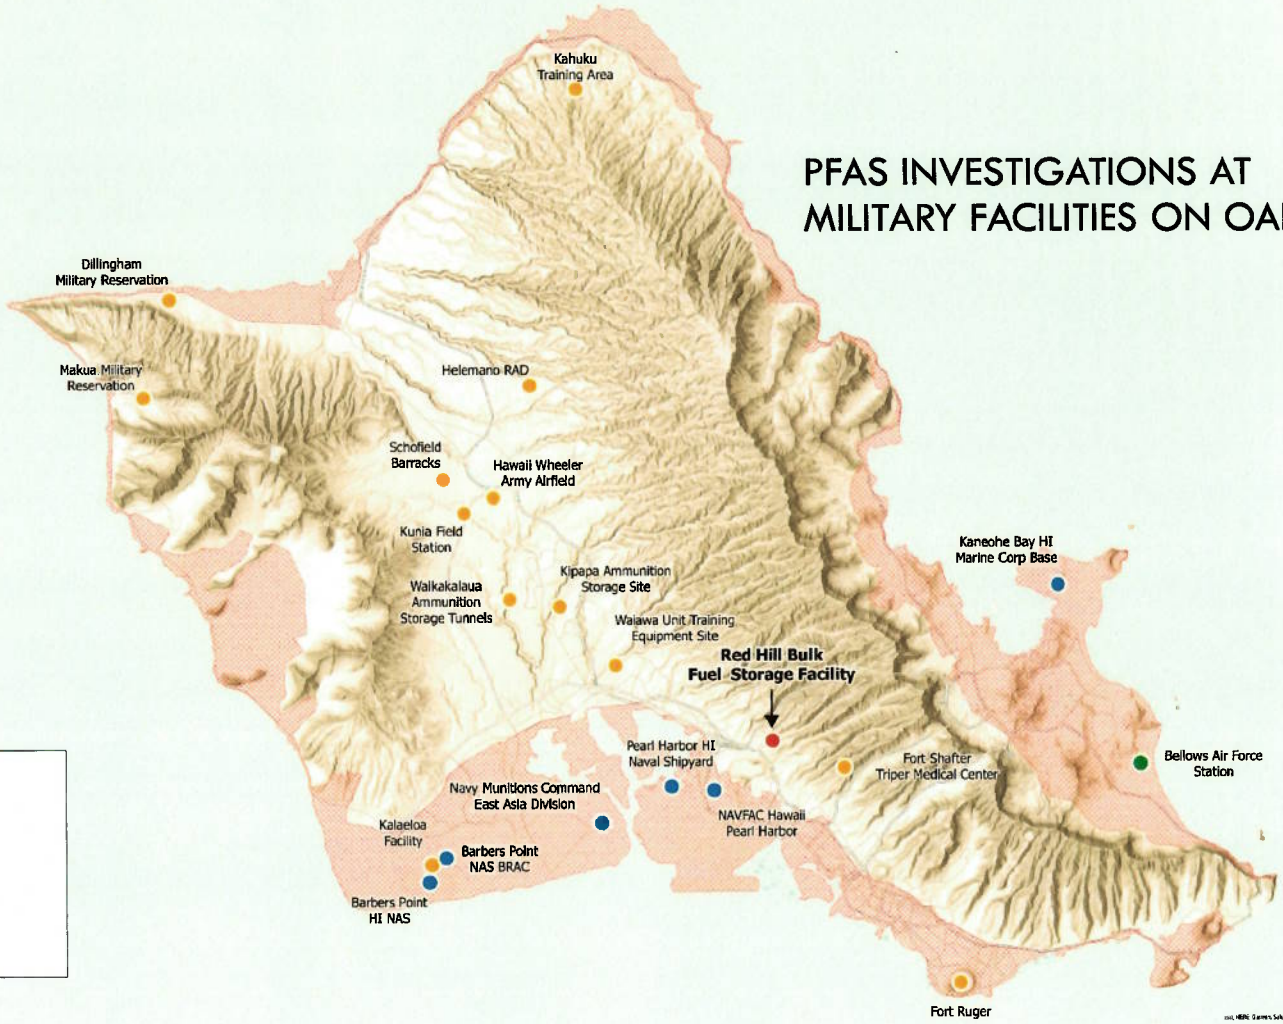 Kahuku
Training Area
PFAS INVESTIGATIONS AT
MILITARY FACILITIES ON OA
Dillingham
Military Reservation
Makua Military
Reservation
Helemano RAD
Schofield
Barracks
Hawaii Wheeler
Army Airfield
Kunia Field
Station
Kaneohe Bay HI
Marine Corp Base
Kipapa Ammunition
Storage Site
Waikakalaua
Ammunition
Storage Tunnels
Waiawa Unit Training
Equipment Site
Red Hill Bulk
Fuel Storage Facility
Pearl Harbor HI
Naval Shipyard
Fort Shafter
Triper Medical Center
Bellows Air Force
Station
Navy Munitions Command
East Asia Division
NAVFAC Hawaii
Pearl Harbor
Kalaeloa
Facility
Barbers Point
NAS BRAC
Barbers Point
HI NAS
Fort Ruger